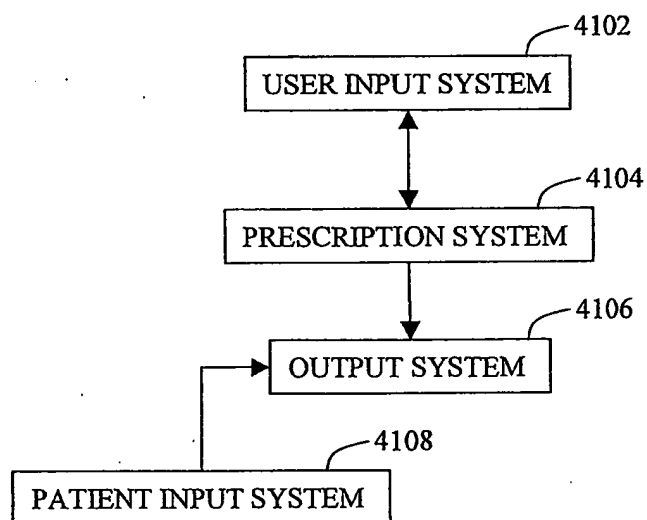 4102
USER INPUT SYSTEM
4104
PRESCRIPTION SYSTEM
4106
OUTPUT SYSTEM
4108
PATIENT INPUT SYSTEM